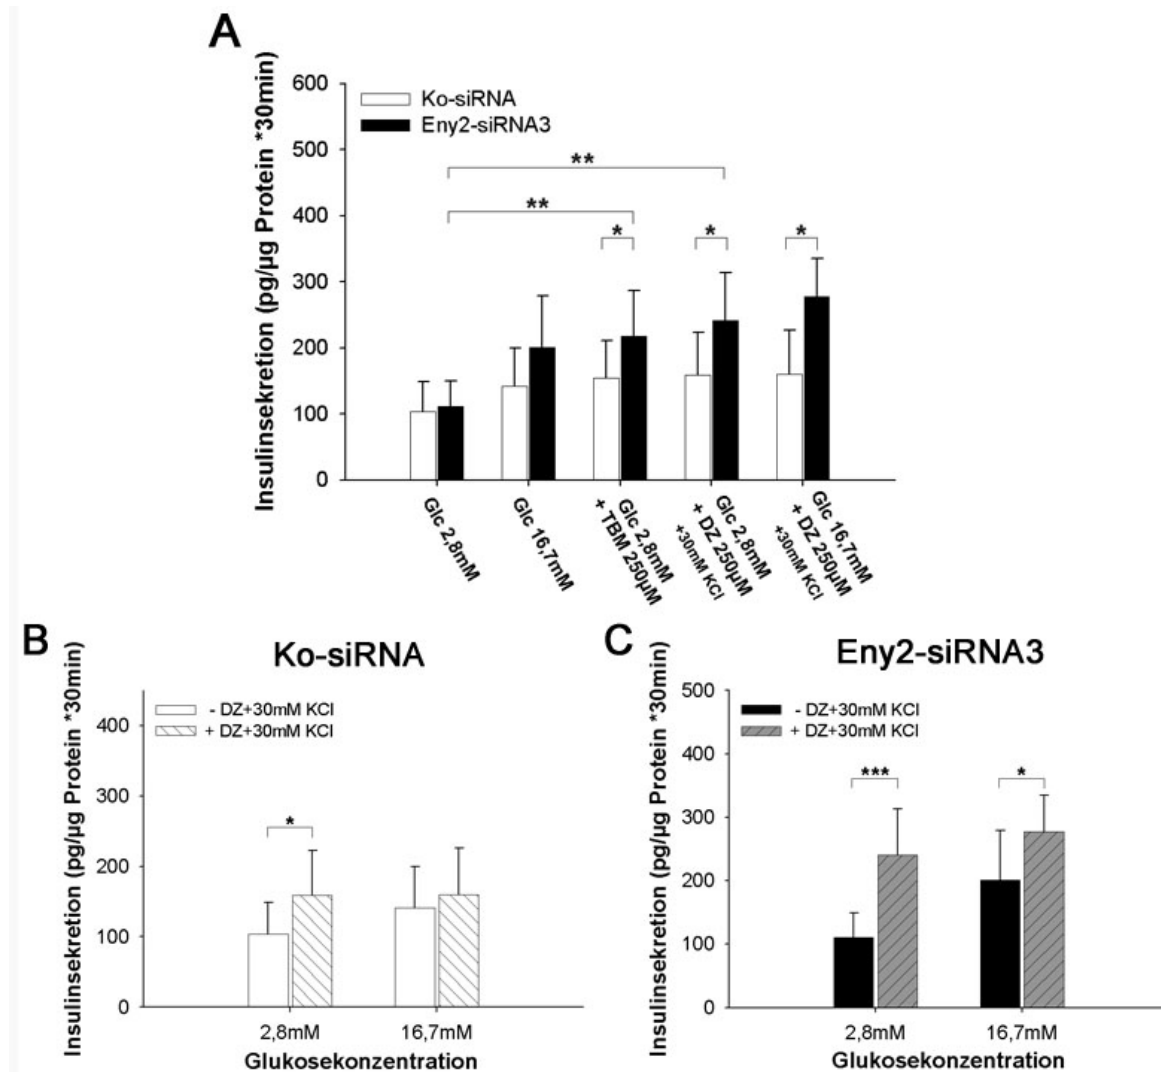 A
Insulinsekretion (pg/µg Protein *30min)
600
500
400
300
200
100
0
Ko-siRNA
Eny2-siRNA3
**
**
*
*
*
Glc 2,8mM
Glc 16,7mM
Glc 2,8mM
+ TBM 250µM
Glc 2,8mM
+ DZ 250µM
+30mM KCl
Glc 16,7mM
+ DZ 250µM
+30mM KCl
B
Ko-siRNA
Insulinsekretion (pg/µg Protein *30min)
400
300
200
100
0
- DZ+30mM KCl
+ DZ+30mM KCl
*
2,8mM
16,7mM
Glukosekonzentration
C
Eny2-siRNA3
Insulinsekretion (pg/µg Protein *30min)
500
400
300
200
100
0
- DZ+30mM KCl
+ DZ+30mM KCl
***
*
2,8mM
16,7mM
Glukosekonzentration